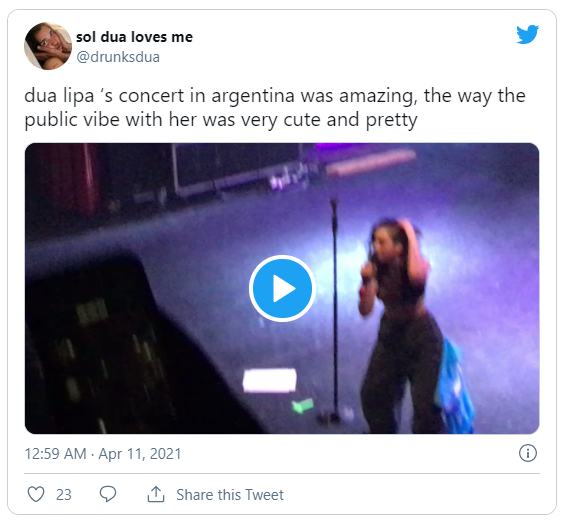 sol dua loves me
@drunksdua
dua lipa ‘s concert in argentina was amazing, the way the
public vibe with her was very cute and pretty
12:59 AM · Apr 11, 2021
23
Share this Tweet